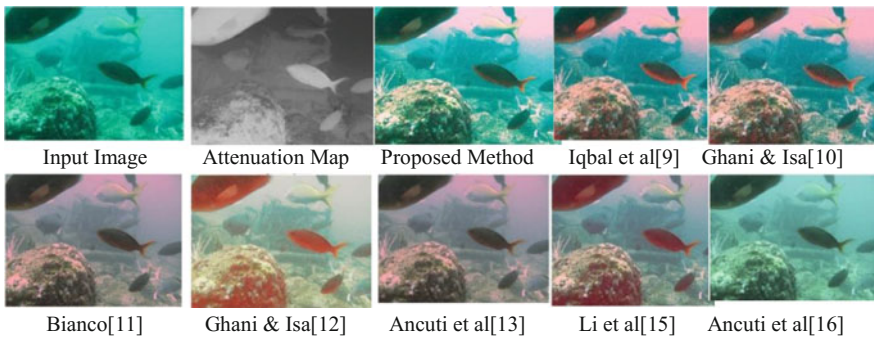 Input Image Attenuation Map Proposed Method Iqbal et al[9] Ghani & Isa[10]
Bianco[11] Ghani & Isa[12] Ancuti et al[13] Li et al[15] Ancuti et al[16]